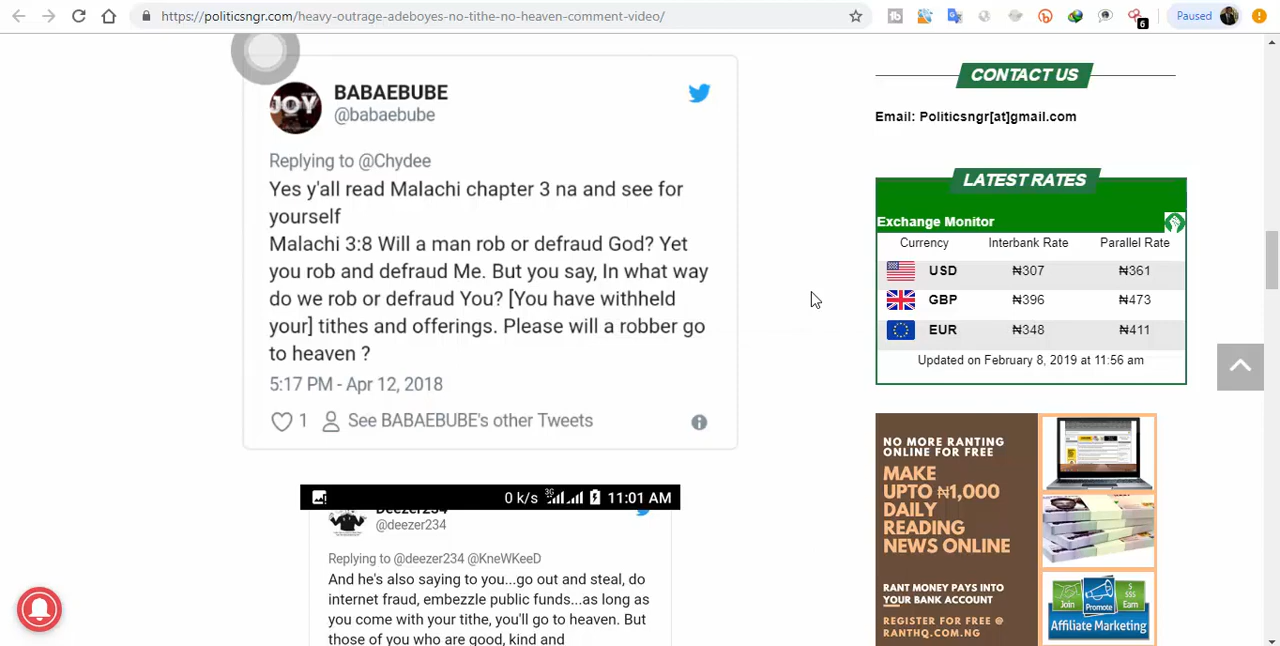 https://politicsngr.com/heavy-outrage-adeboyes-no-tithe-no-heaven-comment-video/
Paused
6
JOY
BABAEBUBE
@babaebube
Replying to @Chydee
Yes y'all read Malachi chapter 3 na and see for
yourself
Malachi 3:8 Will a man rob or defraud God? Yet
you rob and defraud Me. But you say, In what way
do we rob or defraud You? [You have withheld
your] tithes and offerings. Please will a robber go
to heaven ?
5:17 PM - Apr 12, 2018
1 See BABAEBUBE's other Tweets
0 k/s 3G 11:01 AM
Deezer234
@deezer234
Replying to @deezer234 @KneWKeeD
And he's also saying to you...go out and steal, do
internet fraud, embezzle public funds...as long as
you come with your tithe, you'll go to heaven. But
those of you who are good, kind and
CONTACT US
Email: Politicsngr[at]gmail.com
LATEST RATES
Exchange Monitor
Currency Interbank Rate Parallel Rate
USD ₦307 ₦361
GBP ₦396 ₦473
EUR ₦348 ₦411
Updated on February 8, 2019 at 11:56 am
NO MORE RANTING
ONLINE FOR FREE
MAKE
UPTO ₦1,000
DAILY
READING
NEWS ONLINE
RANT MONEY PAYS INTO
YOUR BANK ACCOUNT
REGISTER FOR FREE @
RANTHQ.COM.NG
Join Promote $ $$$ Earn
Affiliate Marketing